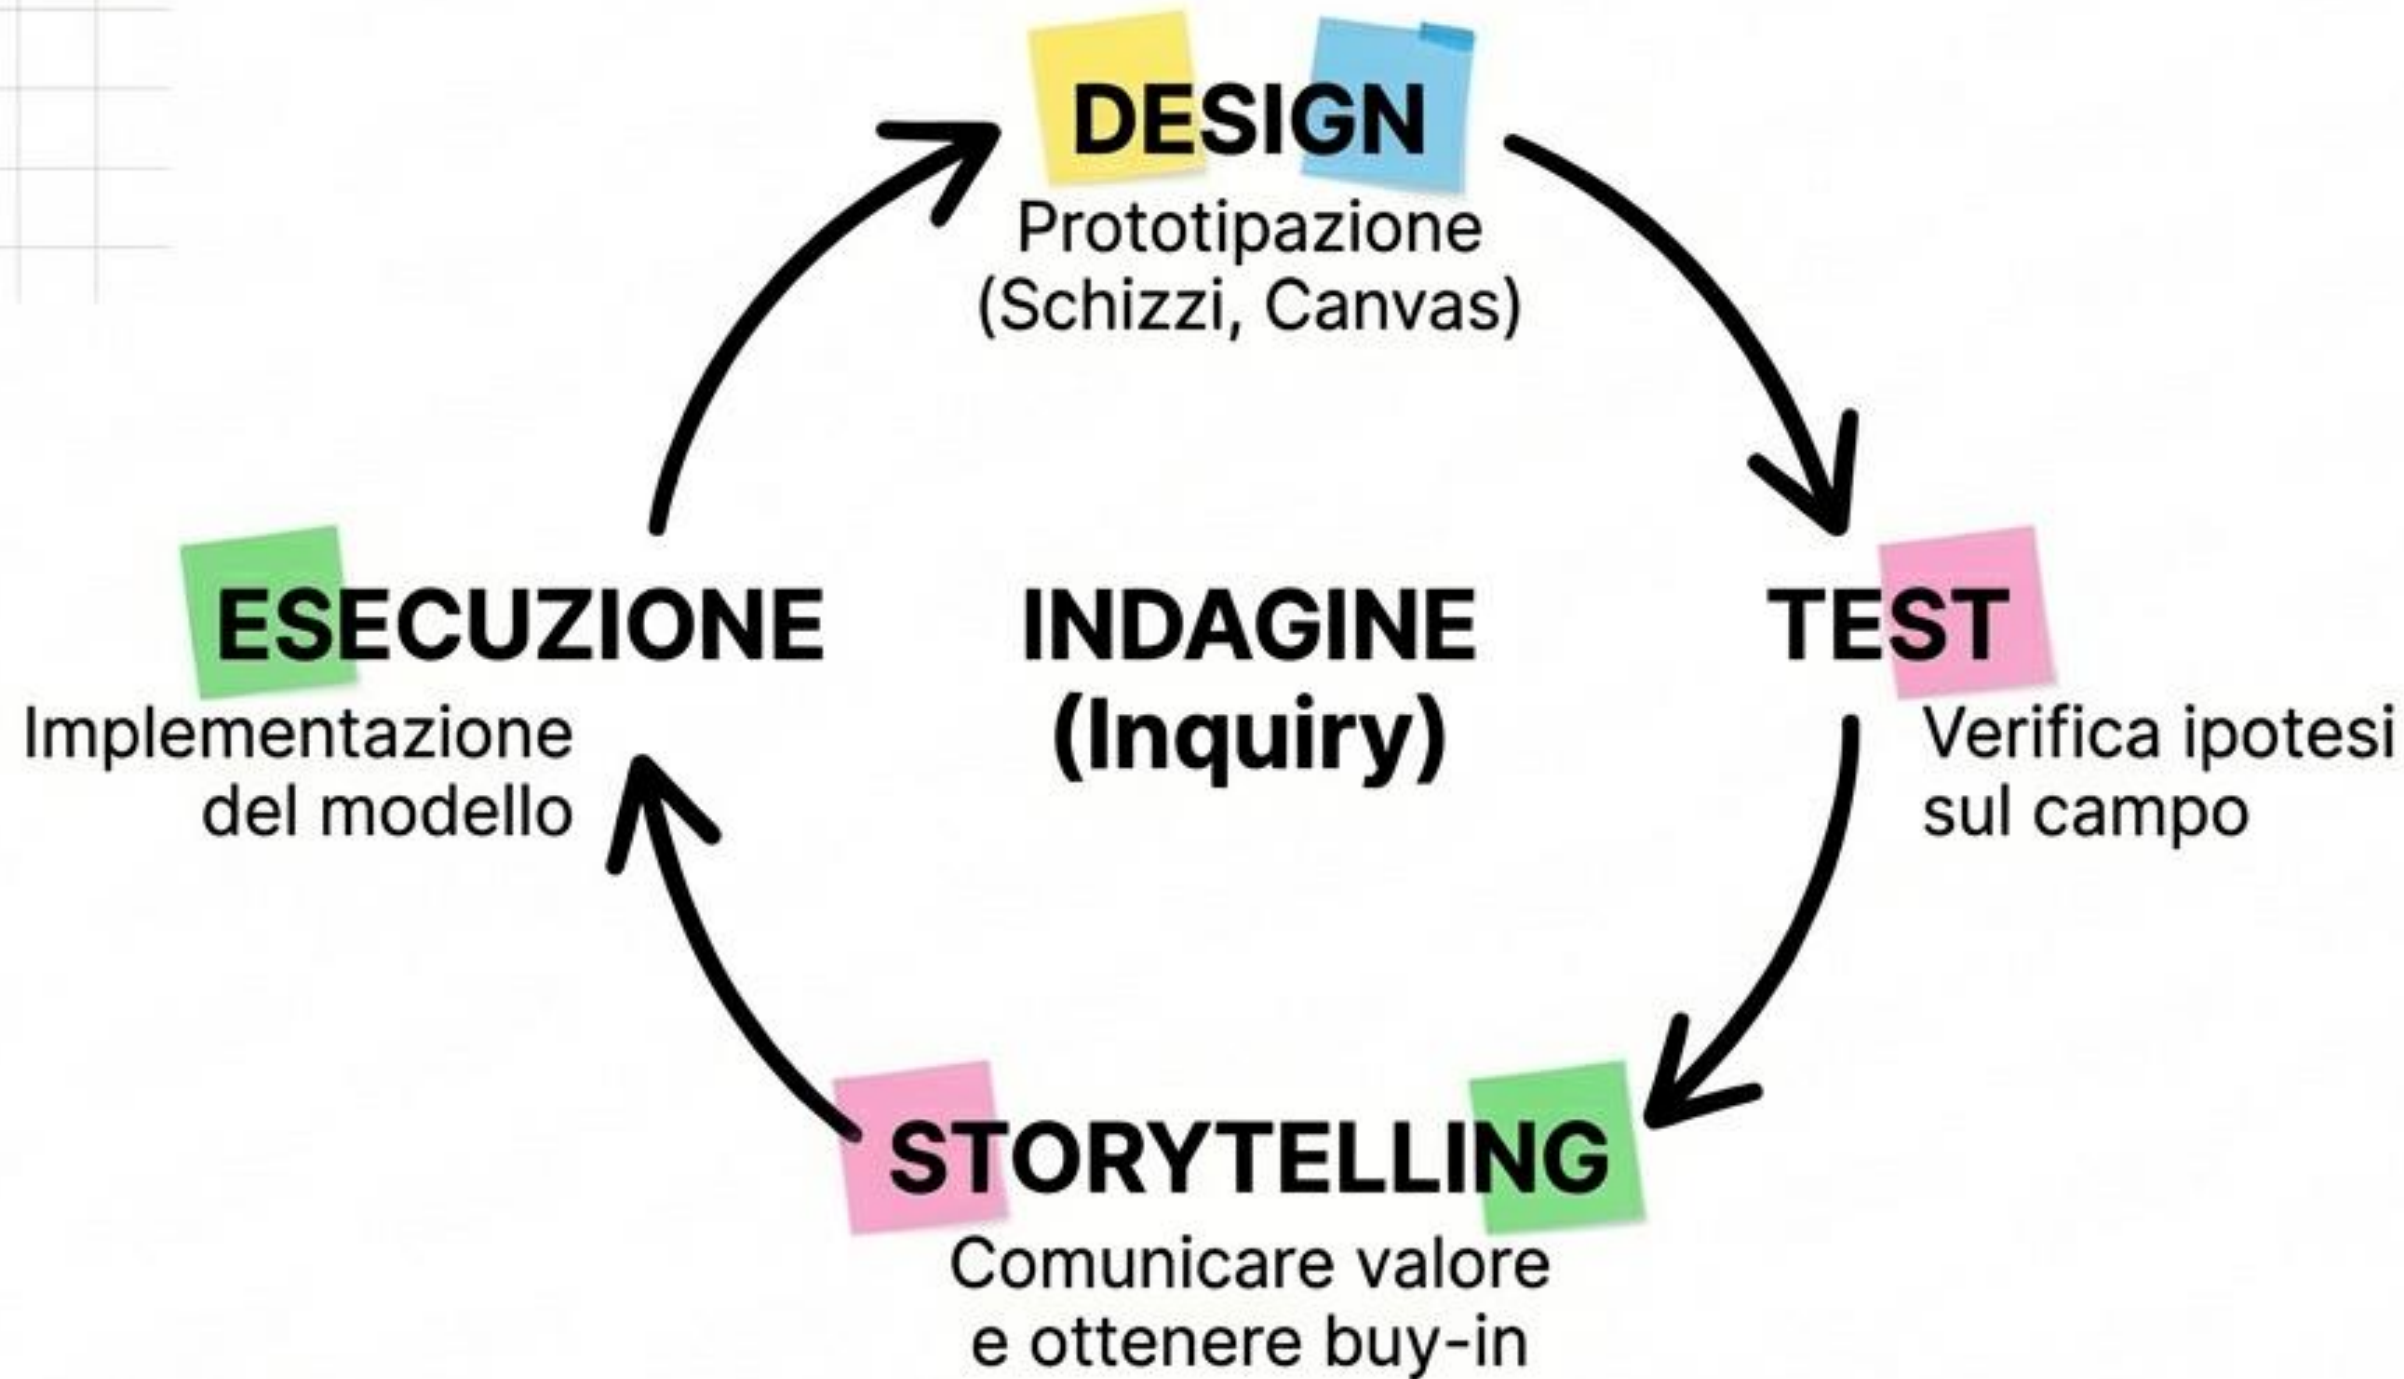 DESIGN
Prototipazione
(Schizzi, Canvas)
ESECUZIONE
Implementazione
del modello
INDAGINE
(Inquiry)
TEST
Verifica ipotesi
sul campo
STORYTELLING
Comunicare valore
e ottenere buy-in